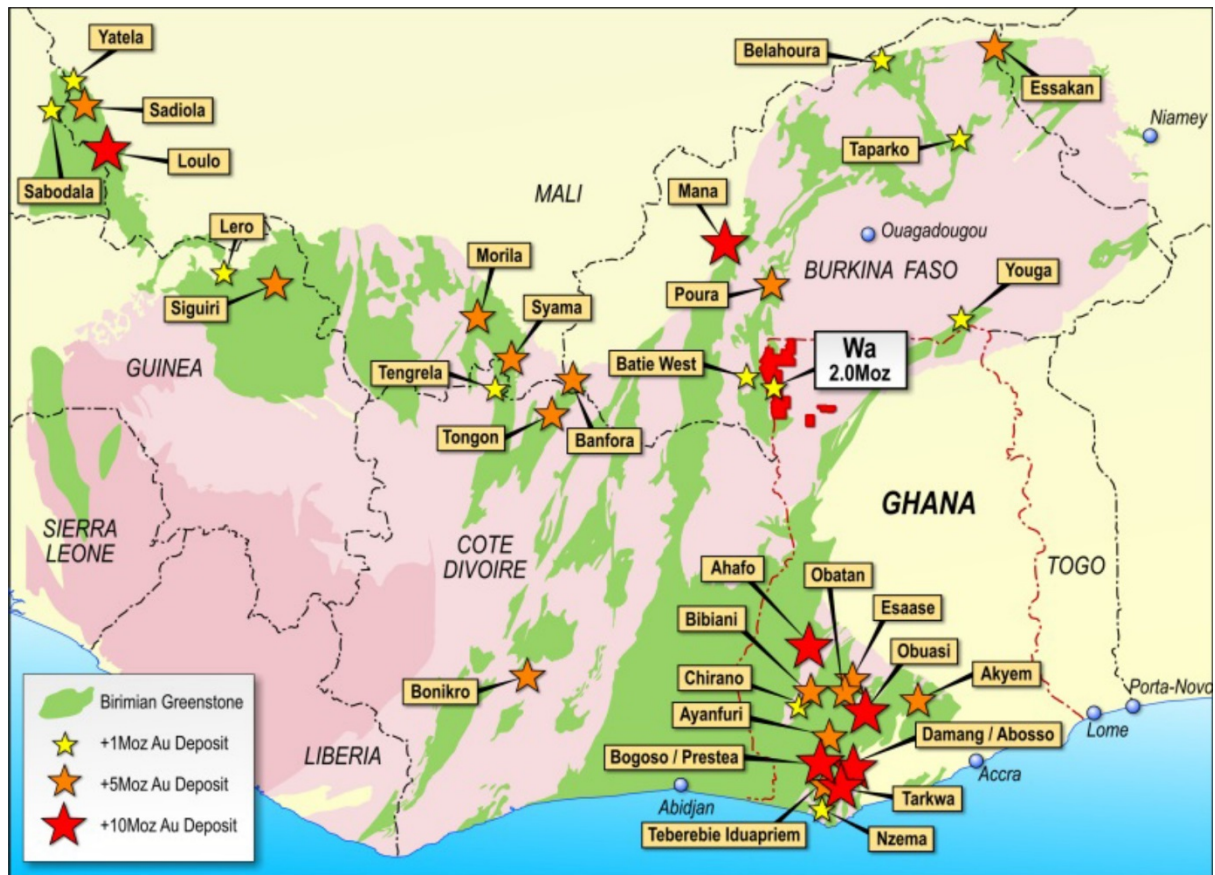 Yatela
Belahoura
Sadiola
Essakan
Niamey
Taparko
Loulo
Sabodala
MALI
Mana
Lero
Ouagadougou
Morila
BURKINA FASO
Youga
Poura
Siguiri
Syama
Wa
2.0Moz
GUINEA
Batie West
Tengrela
Tongon
Banfora
GHANA
SIERRA
LEONE
COTE
DIVOIRE
TOGO
Ahafo
Obatan
Esaase
Bibiani
Obuasi
Akyem
Chirano
Bonikro
Porta-Novo
Ayanfuri
Lome
Damang / Abosso
LIBERIA
Bogoso / Prestea
Accra
Abidjan
Tarkwa
Teberebie Iduapriem
Nzema
Birimian Greenstone
+1Moz Au Deposit
+5Moz Au Deposit
+10Moz Au Deposit